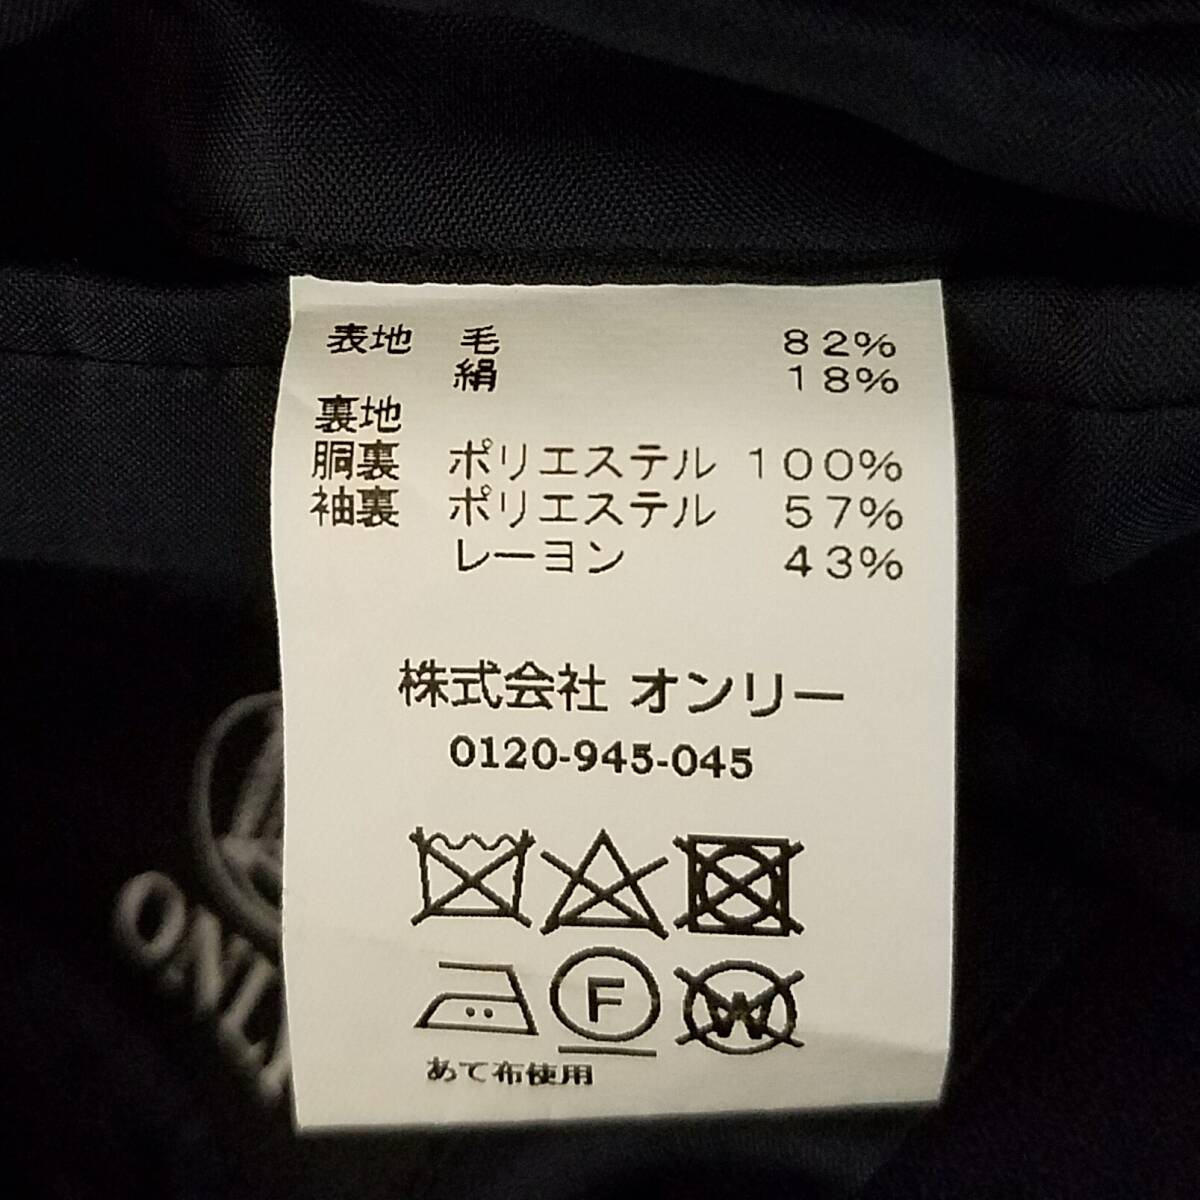 表地 毛 82%
絹 18%
裏地
胴裏 ポリエステル 100%
袖裏 ポリエステル 57%
レーヨン 43%
株式会社 オンリー
0120-945-045
F W
あて布使用
ONL